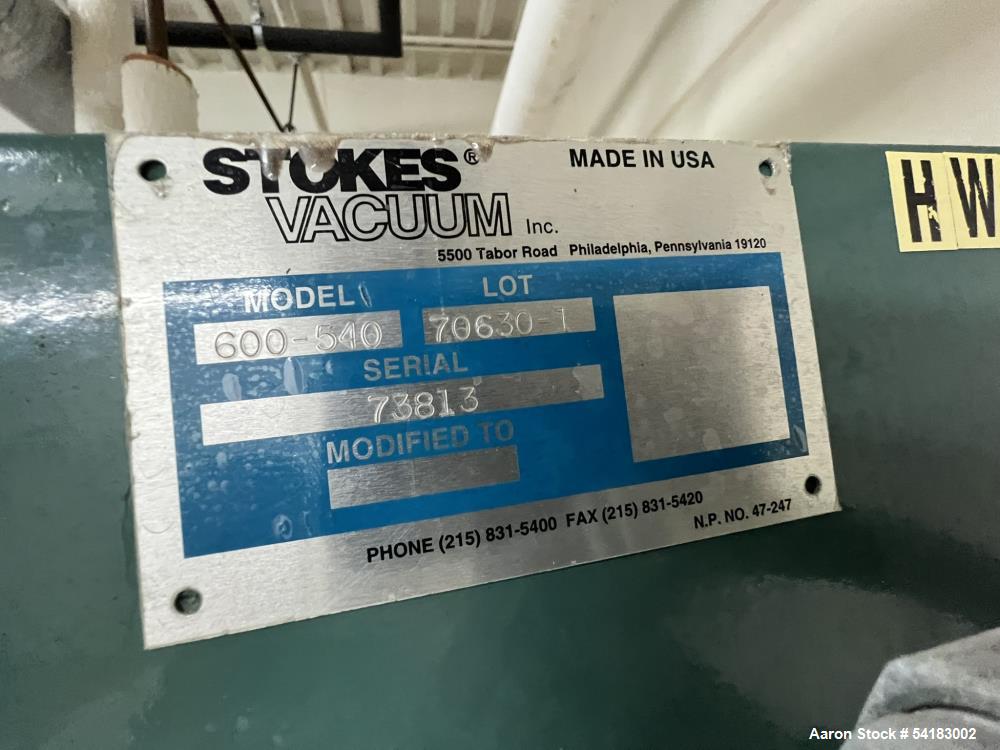 STOKES®
MADE IN USA
VACUUM Inc.
5500 Tabor Road Philadelphia, Pennsylvania 19120
MODEL LOT
600-540 70630-1
SERIAL
73813
MODIFIED TO
PHONE (215) 831-5400 FAX (215) 831-5420
N.P. NO. 47-247
HW
Aaron Stock # 54183002